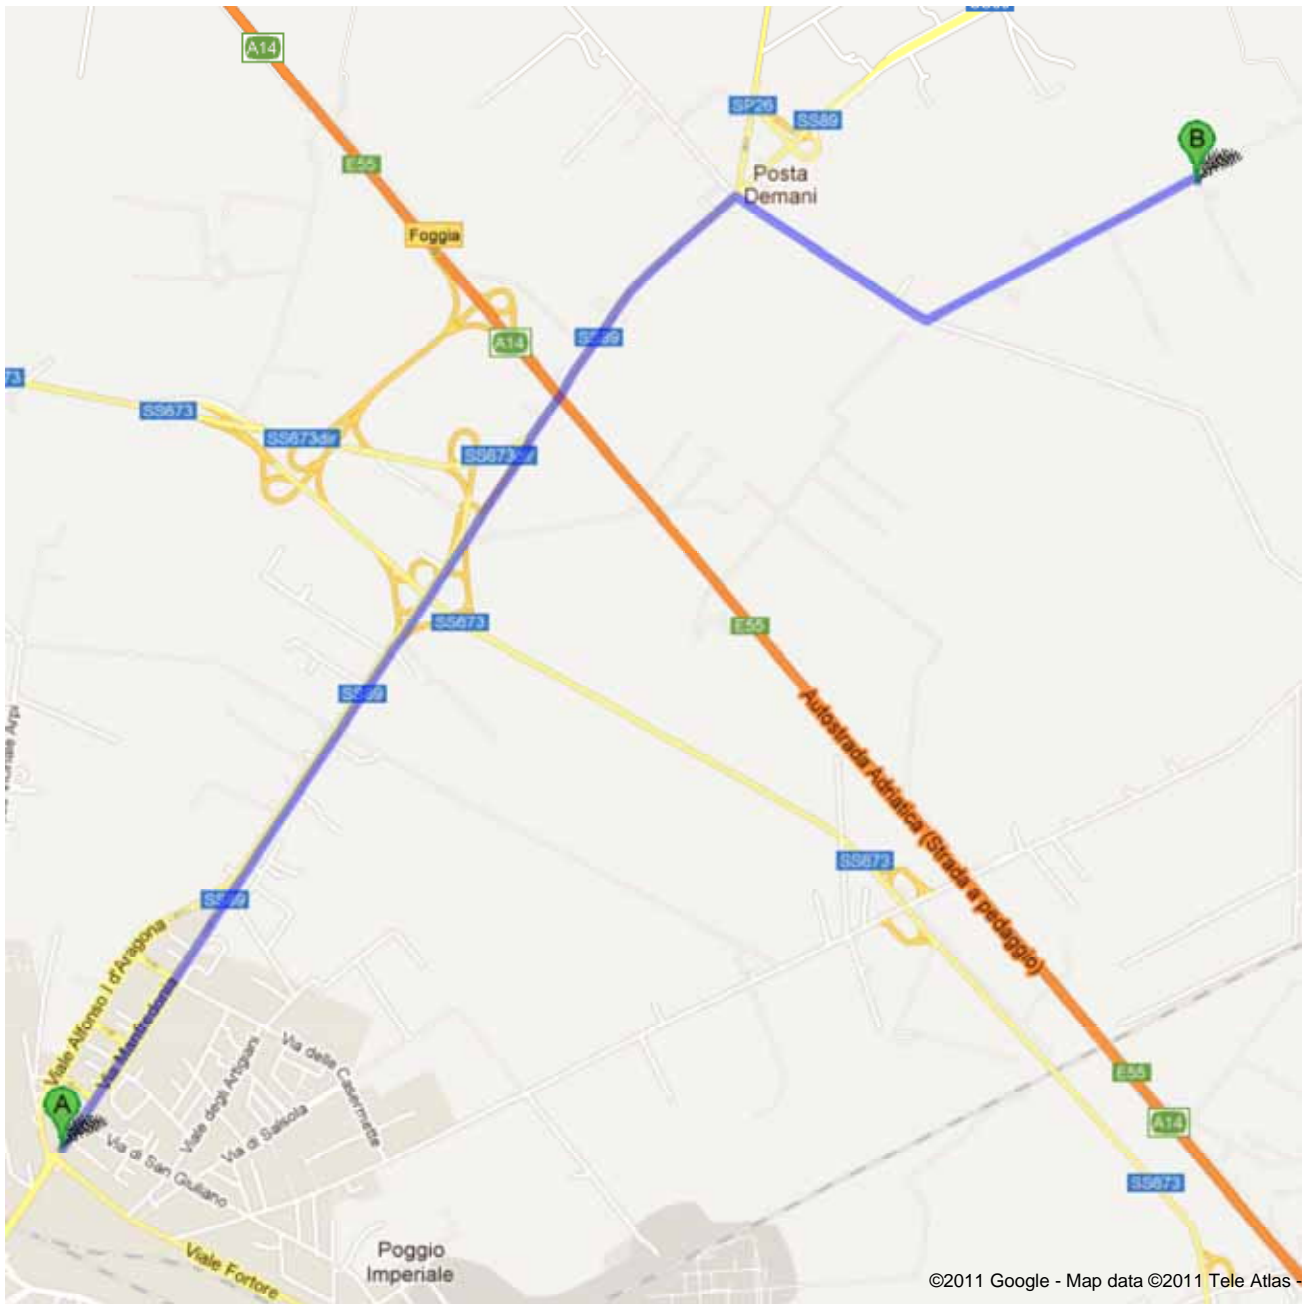 A14
SP26
SS89
B
E55
Posta
Demani
Foggia
SS89
A14
73
SS673
SS673dir
SS673dir
SS673
E55
SS89
Autostrada Adriatica (Strada a pedaggio)
SS673
SS89
Viale Alfonso I d'Aragona
Via Manfredonia
Viale degli Artigiani
Via delle Casermette
Via di Salsola
E55
A
A14
Via di San Giuliano
SS673
Viale Fortore
Poggio
Imperiale
©2011 Google - Map data ©2011 Tele Atlas -